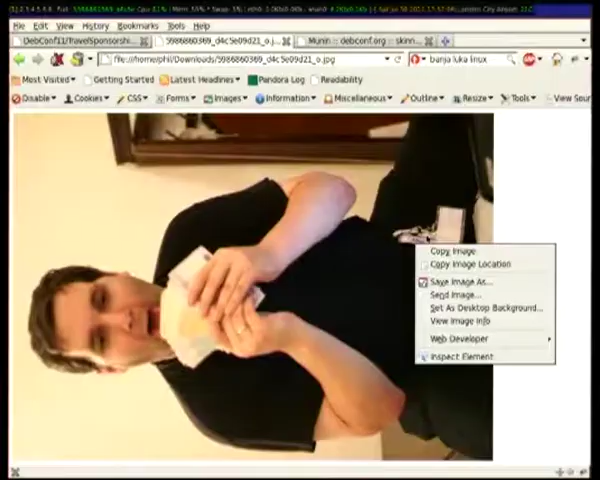 File Edit View History Bookmarks Tools Help
DebConf11/TravelSponsorshi... 5986860369_d4c5e09d21_o.j... Munin :: debconf.org :: skinn...
file:///home/phil/Downloads/5986860369_d4c5e09d21_o.jpg banja luka linux
Most Visited Getting Started Latest Headlines Pandora Log Readability
Disable Cookies CSS Forms Images Information Miscellaneous Outline Resize Tools View Sour
Copy Image
Copy Image Location
Save Image As...
Send Image...
Set As Desktop Background...
View Image Info
Web Developer
Inspect Element